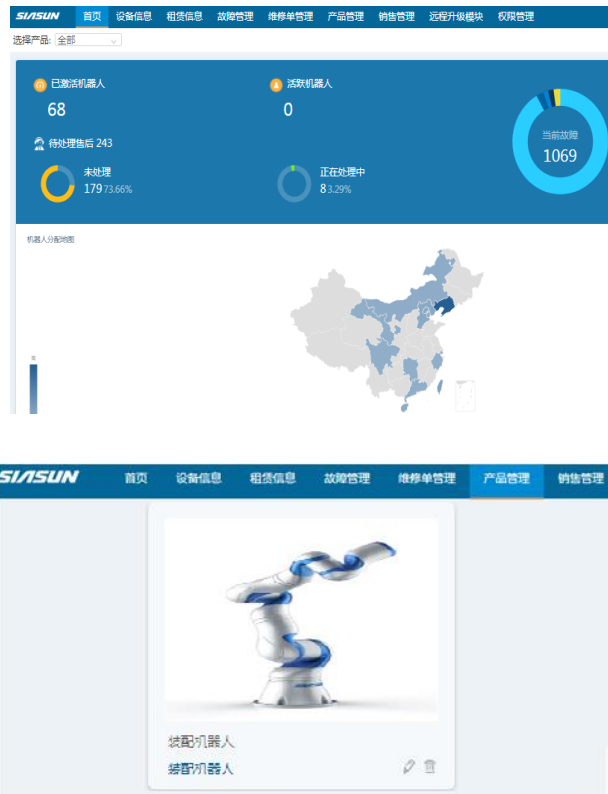 SIASUN 首页 设备信息 租赁信息 故障管理 维修单管理 产品管理 销售管理 远程升级模块 权限管理
选择产品: 全部
已激活机器人 活跃机器人
68 0
当前故障
1069
待处理售后 243
未处理 正在处理中
179 73.66% 8 3.29%
机器人分配地图
SIASUN 首页 设备信息 租赁信息 故障管理 维修单管理 产品管理 销售管理
装配机器人
装配机器人